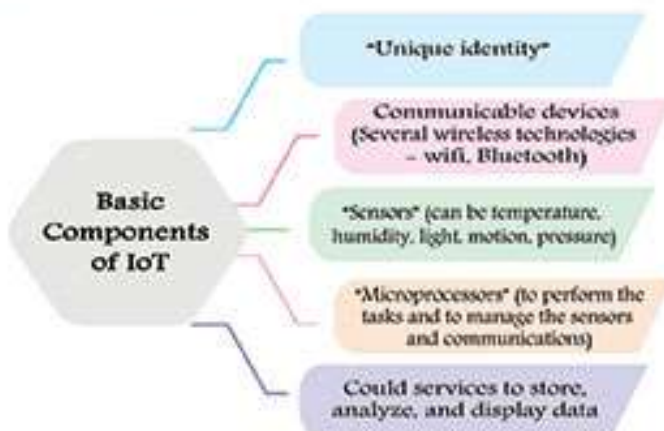 Basic
Components
of IoT
"Unique identity"
Communicable devices
(Several wireless technologies
– wifi, Bluetooth)
"Sensors" (can be temperature,
humidity, light, motion, pressure)
"Microprocessors" (to perform the
tasks and to manage the sensors
and communications)
Could services to store,
analyze, and display data